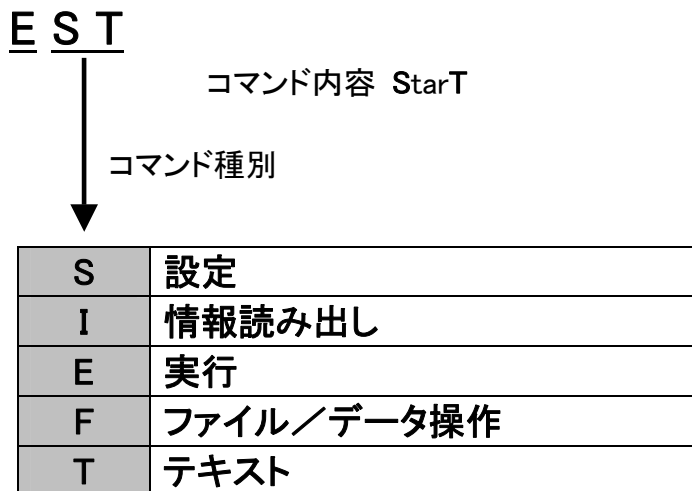 E S T
コマンド内容 StarT
コマンド種別
S 設定
I 情報読み出し
E 実行
F ファイル／データ操作
T テキスト